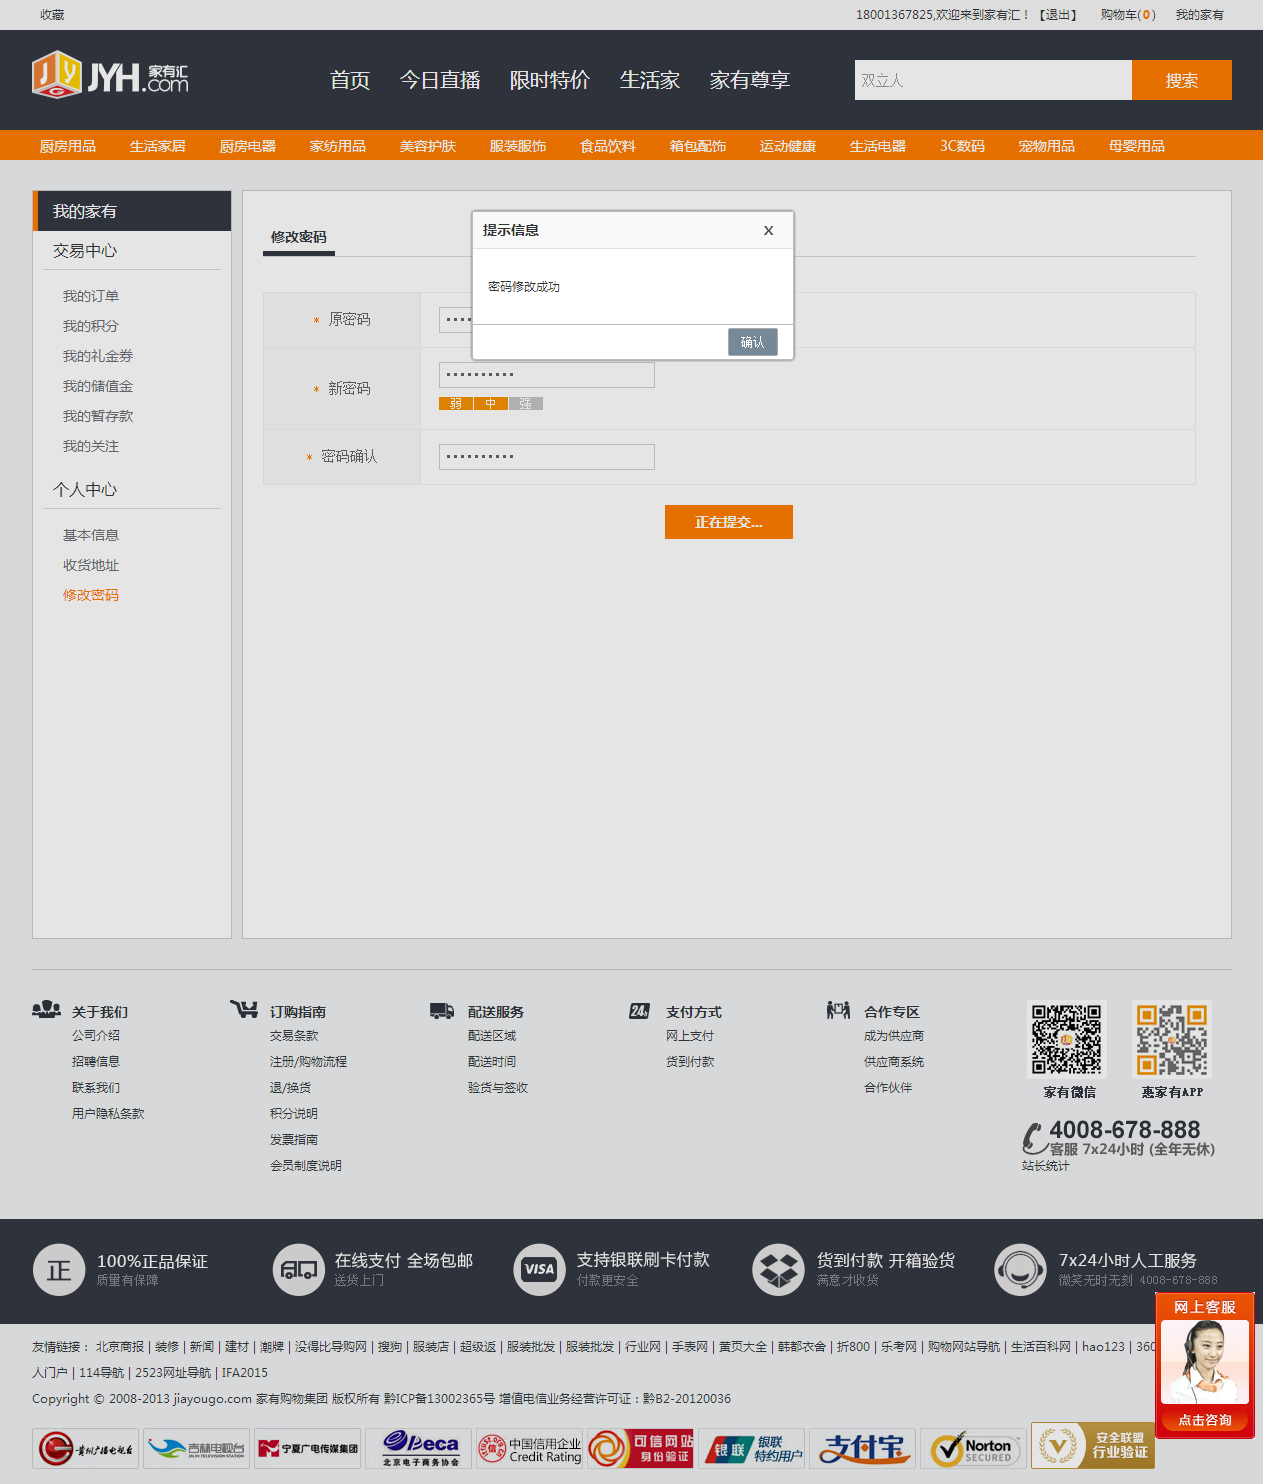 收藏
18001367825,欢迎来到家有汇！【退出】 购物车(0) 我的家有
JYH.com 家有汇
首页 今日直播 限时特价 生活家 家有尊享
双立人 搜索
厨房用品 生活家居 厨房电器 家纺用品 美容护肤 服装服饰 食品饮料 箱包配饰 运动健康 生活电器 3C数码 宠物用品 母婴用品
我的家有
交易中心
我的订单
我的积分
我的礼金券
我的储值金
我的暂存款
我的关注
个人中心
基本信息
收货地址
修改密码
修改密码
提示信息 X
密码修改成功
确认
* 原密码
* 新密码
弱 中 强
* 密码确认
正在提交...
关于我们
公司介绍
招聘信息
联系我们
用户隐私条款
订购指南
交易条款
注册/购物流程
退/换货
积分说明
发票指南
会员制度说明
配送服务
配送区域
配送时间
验货与签收
24h 支付方式
网上支付
货到付款
合作专区
成为供应商
供应商系统
合作伙伴
家有微信 惠家有APP
4008-678-888
客服 7x24小时 (全年无休)
站长统计
正 100%正品保证
质量有保障
在线支付 全场包邮
送货上门
VISA 支持银联刷卡付款
付款更安全
货到付款 开箱验货
满意才收货
7x24小时人工服务
微笑无时无刻 4008-678-888
网上客服
点击咨询
友情链接： 北京商报 | 装修 | 新闻 | 建材 | 潮牌 | 没得比导购网 | 搜狗 | 服装店 | 超级返 | 服装批发 | 服装批发 | 行业网 | 手表网 | 黄页大全 | 韩都衣舍 | 折800 | 乐考网 | 购物网站导航 | 生活百科网 | hao123 | 360
人门户 | 114导航 | 2523网址导航 | IFA2015
Copyright © 2008-2013 jiayougo.com 家有购物集团 版权所有 黔ICP备13002365号 增值电信业务经营许可证：黔B2-20120036
贵州广播电视台
吉林电视台
JILIN TELEVISION STATION
宁夏广电传媒集团
Beca
北京电子商务协会
中国信用企业
Credit Rating
可信网站
身份验证
银联 银联
特约用户
支付宝
Norton
SECURED
安全联盟
行业验证